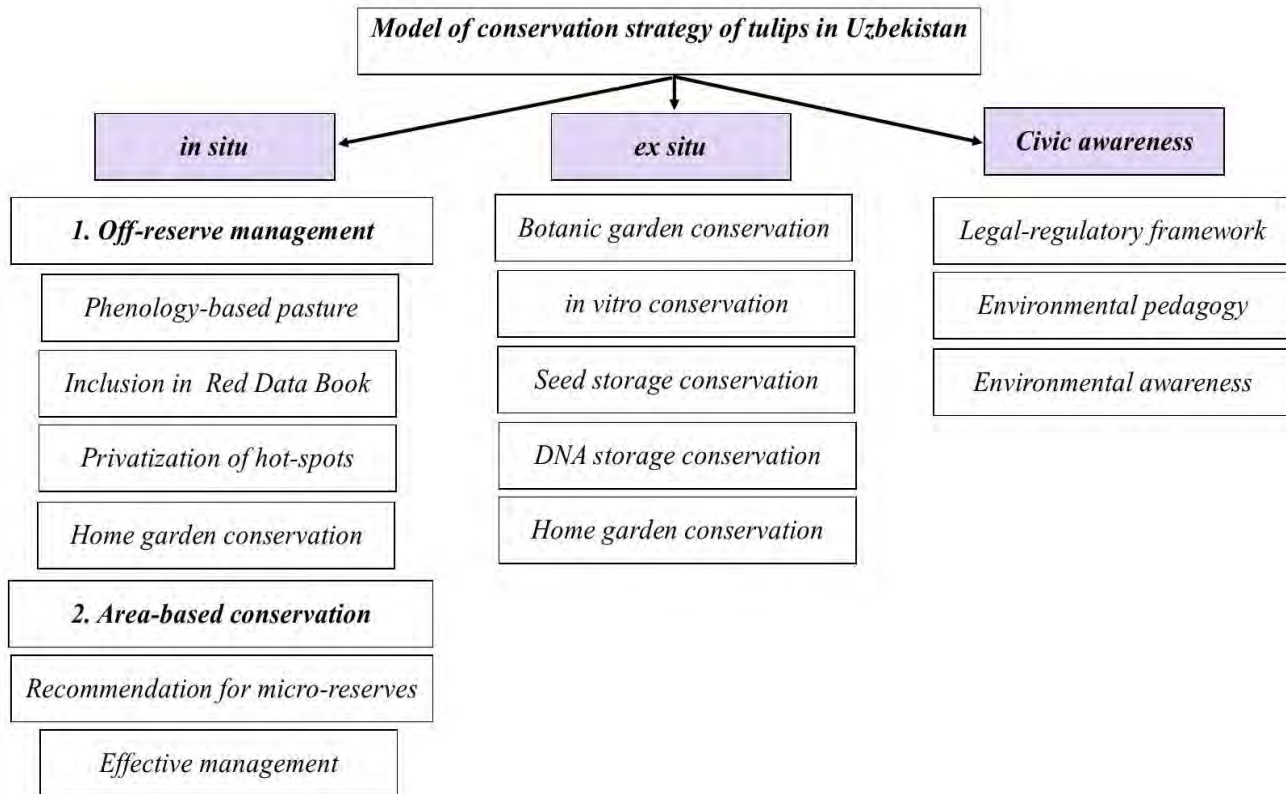 Model of conservation strategy of tulips in Uzbekistan
in situ
1. Off-reserve management
Phenology-based pasture
Inclusion in Red Data Book
Privatization of hot-spots
Home garden conservation
2. Area-based conservation
Recommendation for micro-reserves
Effective management
ex situ
Botanic garden conservation
in vitro conservation
Seed storage conservation
DNA storage conservation
Home garden conservation
Civic awareness
Legal-regulatory framework
Environmental pedagogy
Environmental awareness